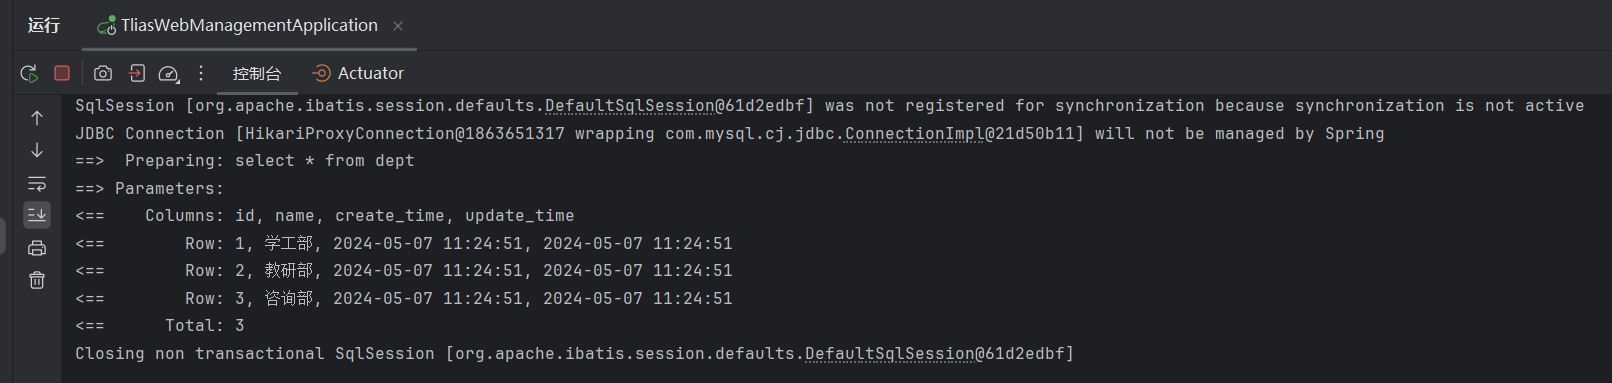 运行 TliasWebManagementApplication ×
控制台 Actuator
SqlSession [org.apache.ibatis.session.defaults.DefaultSqlSession@61d2edbf] was not registered for synchronization because synchronization is not active
JDBC Connection [HikariProxyConnection@1863651317 wrapping com.mysql.cj.jdbc.ConnectionImpl@21d50b11] will not be managed by Spring
==>  Preparing: select * from dept
==> Parameters:
<==    Columns: id, name, create_time, update_time
<==        Row: 1, 学工部, 2024-05-07 11:24:51, 2024-05-07 11:24:51
<==        Row: 2, 教研部, 2024-05-07 11:24:51, 2024-05-07 11:24:51
<==        Row: 3, 咨询部, 2024-05-07 11:24:51, 2024-05-07 11:24:51
<==      Total: 3
Closing non transactional SqlSession [org.apache.ibatis.session.defaults.DefaultSqlSession@61d2edbf]